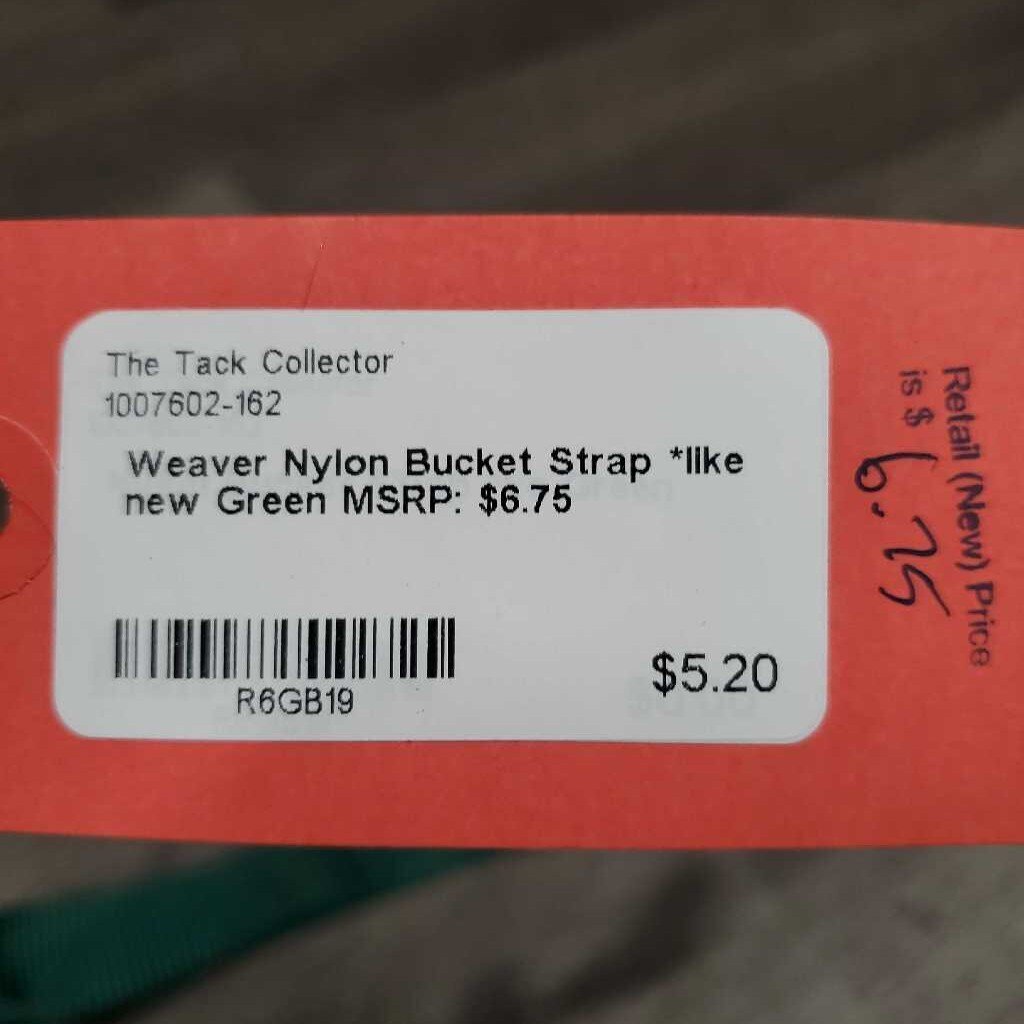 The Tack Collector
1007602-162
Weaver Nylon Bucket Strap *like
new Green MSRP: $6.75
R6GB19
$5.20
Retail (New) Price
is $ 6.75